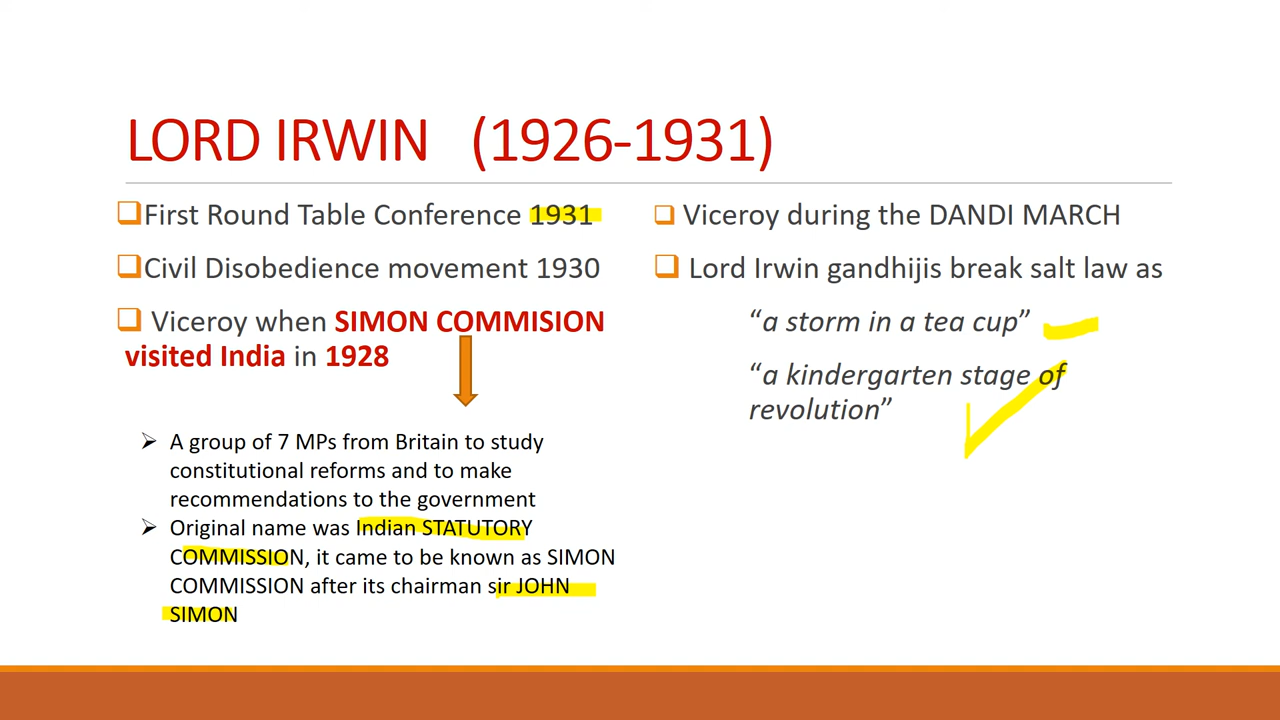 LORD IRWIN (1926-1931)
First Round Table Conference 1931
Civil Disobedience movement 1930
Viceroy when SIMON COMMISION
visited India in 1928
A group of 7 MPs from Britain to study
constitutional reforms and to make
recommendations to the government
Original name was Indian STATUTORY
COMMISSION, it came to be known as SIMON
COMMISSION after its chairman sir JOHN
SIMON
Viceroy during the DANDI MARCH
Lord Irwin gandhijis break salt law as
“a storm in a tea cup”
“a kindergarten stage of
revolution”